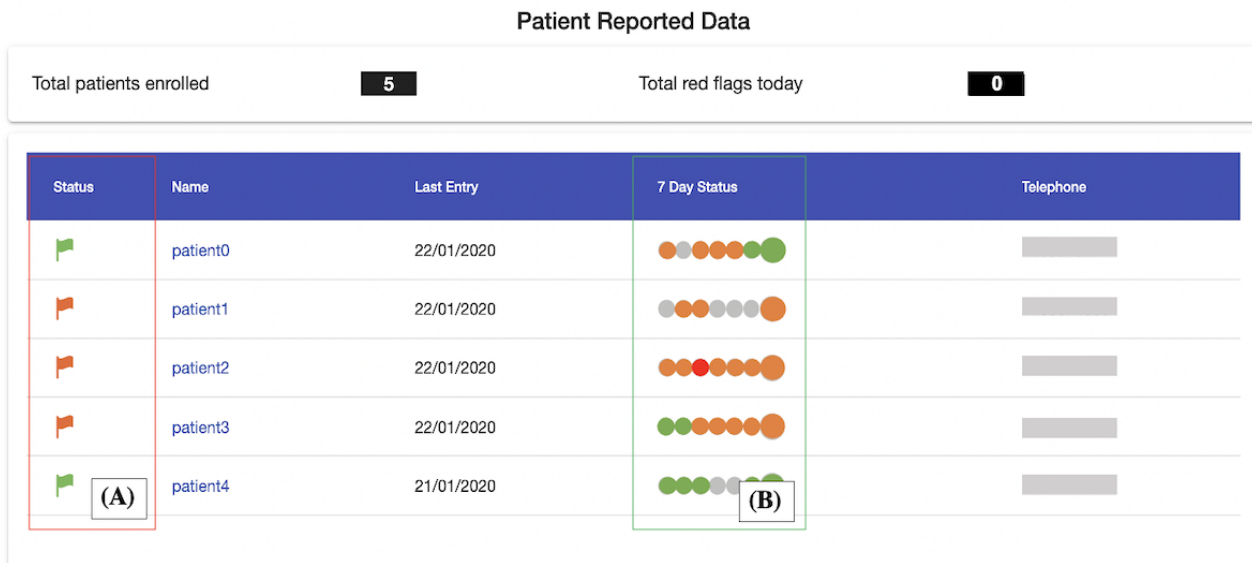 Patient Reported Data
Total patients enrolled 5 Total red flags today 0
Status Name Last Entry 7 Day Status Telephone
patient0 22/01/2020
patient1 22/01/2020
patient2 22/01/2020
patient3 22/01/2020
patient4 21/01/2020
(A) (B)